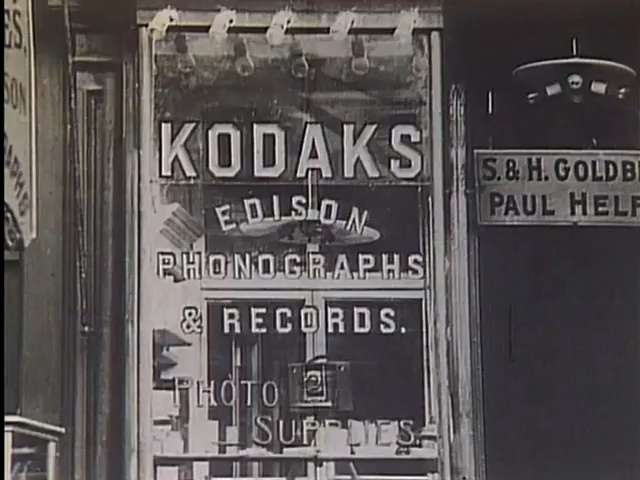 KODAKS
EDISON
PHONOGRAPHS
& RECORDS.
PHOTO
SUPPLIES.
S. & H. GOLDB
PAUL HELF